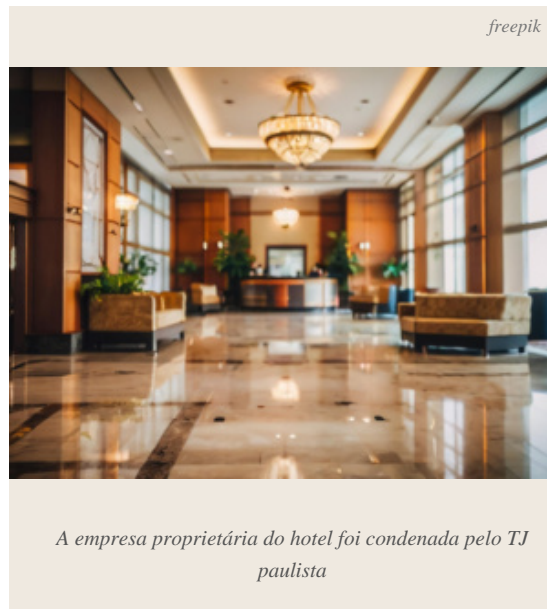 freepik
A empresa proprietária do hotel foi condenada pelo TJ
paulista